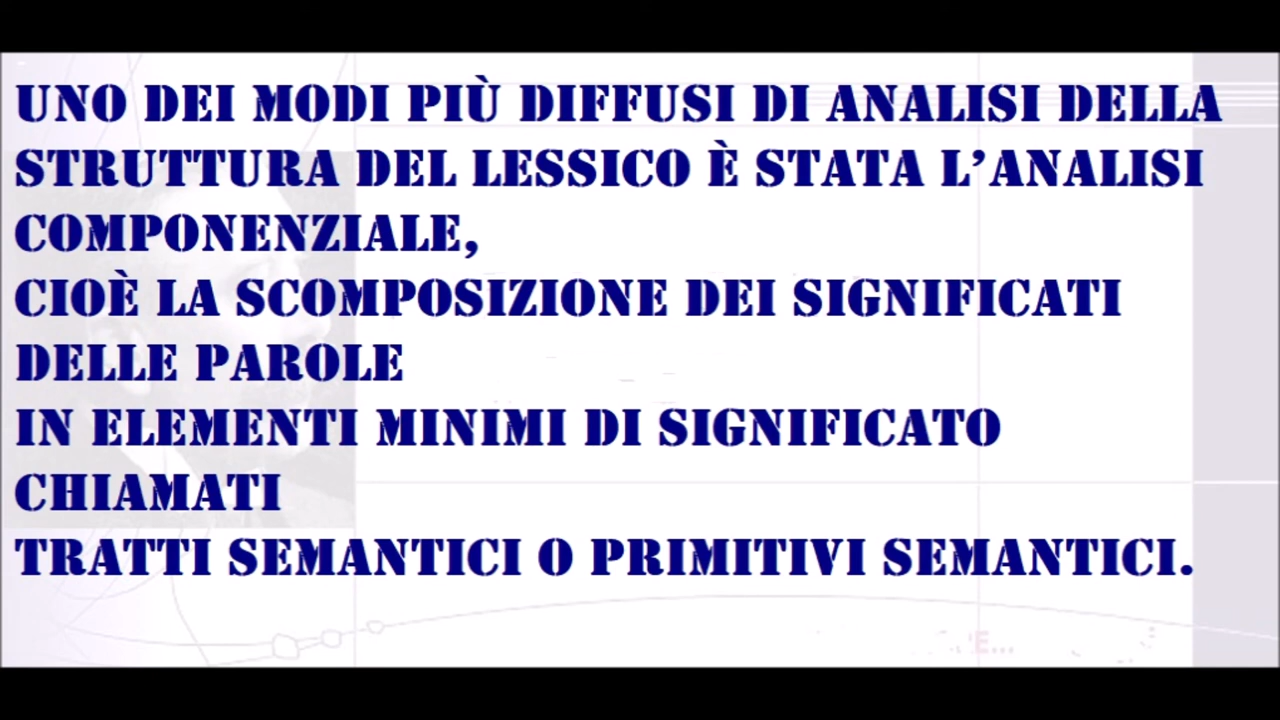 UNO DEI MODI PIÙ DIFFUSI DI ANALISI DELLA
STRUTTURA DEL LESSICO È STATA L’ANALISI
COMPONENZIALE,
CIOÈ LA SCOMPOSIZIONE DEI SIGNIFICATI
DELLE PAROLE
IN ELEMENTI MINIMI DI SIGNIFICATO
CHIAMATI
TRATTI SEMANTICI O PRIMITIVI SEMANTICI.